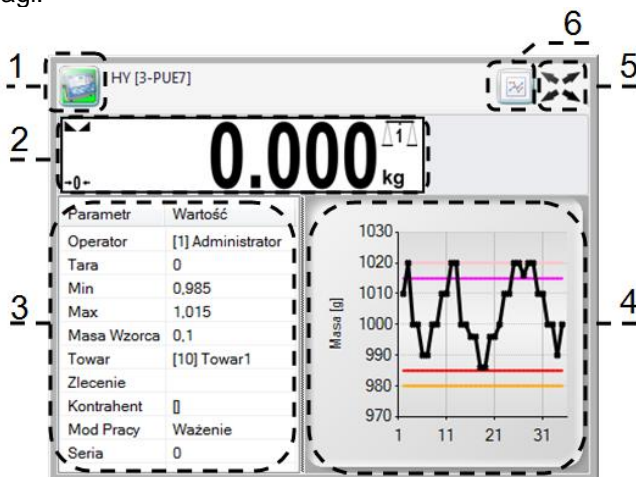 agi.
6
1
HY [3-PUE7]
5
2
0.000
1
kg
→0←
Parametr Wartość
Operator [1] Administrator
Tara 0
Min 0,985
Max 1,015
Masa Wzorca 0,1
Towar [10] Towar1
Zlecenie
Kontrahent []
Mod Pracy Ważenie
Seria 0
3
4
Masa [g]
1030
1020
1010
1000
990
980
970
1 11 21 31